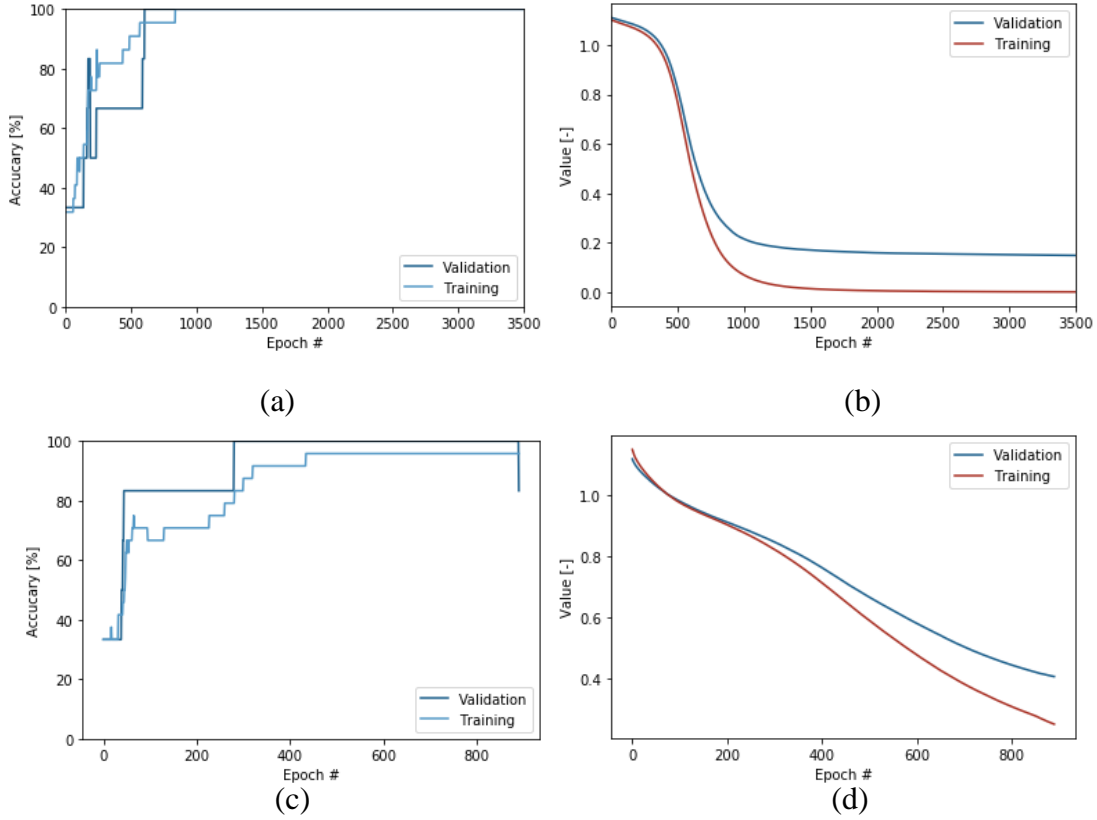 100
80
60
40
20
0
Accucary [%]
Validation
Training
0 500 1000 1500 2000 2500 3000 3500
Epoch #
(a)
1.0
0.8
0.6
0.4
0.2
0.0
Value [-]
Validation
Training
0 500 1000 1500 2000 2500 3000 3500
Epoch #
(b)
100
80
60
40
20
0
Accucary [%]
Validation
Training
0 200 400 600 800
Epoch #
(c)
1.0
0.8
0.6
0.4
Value [-]
Validation
Training
0 200 400 600 800
Epoch #
(d)